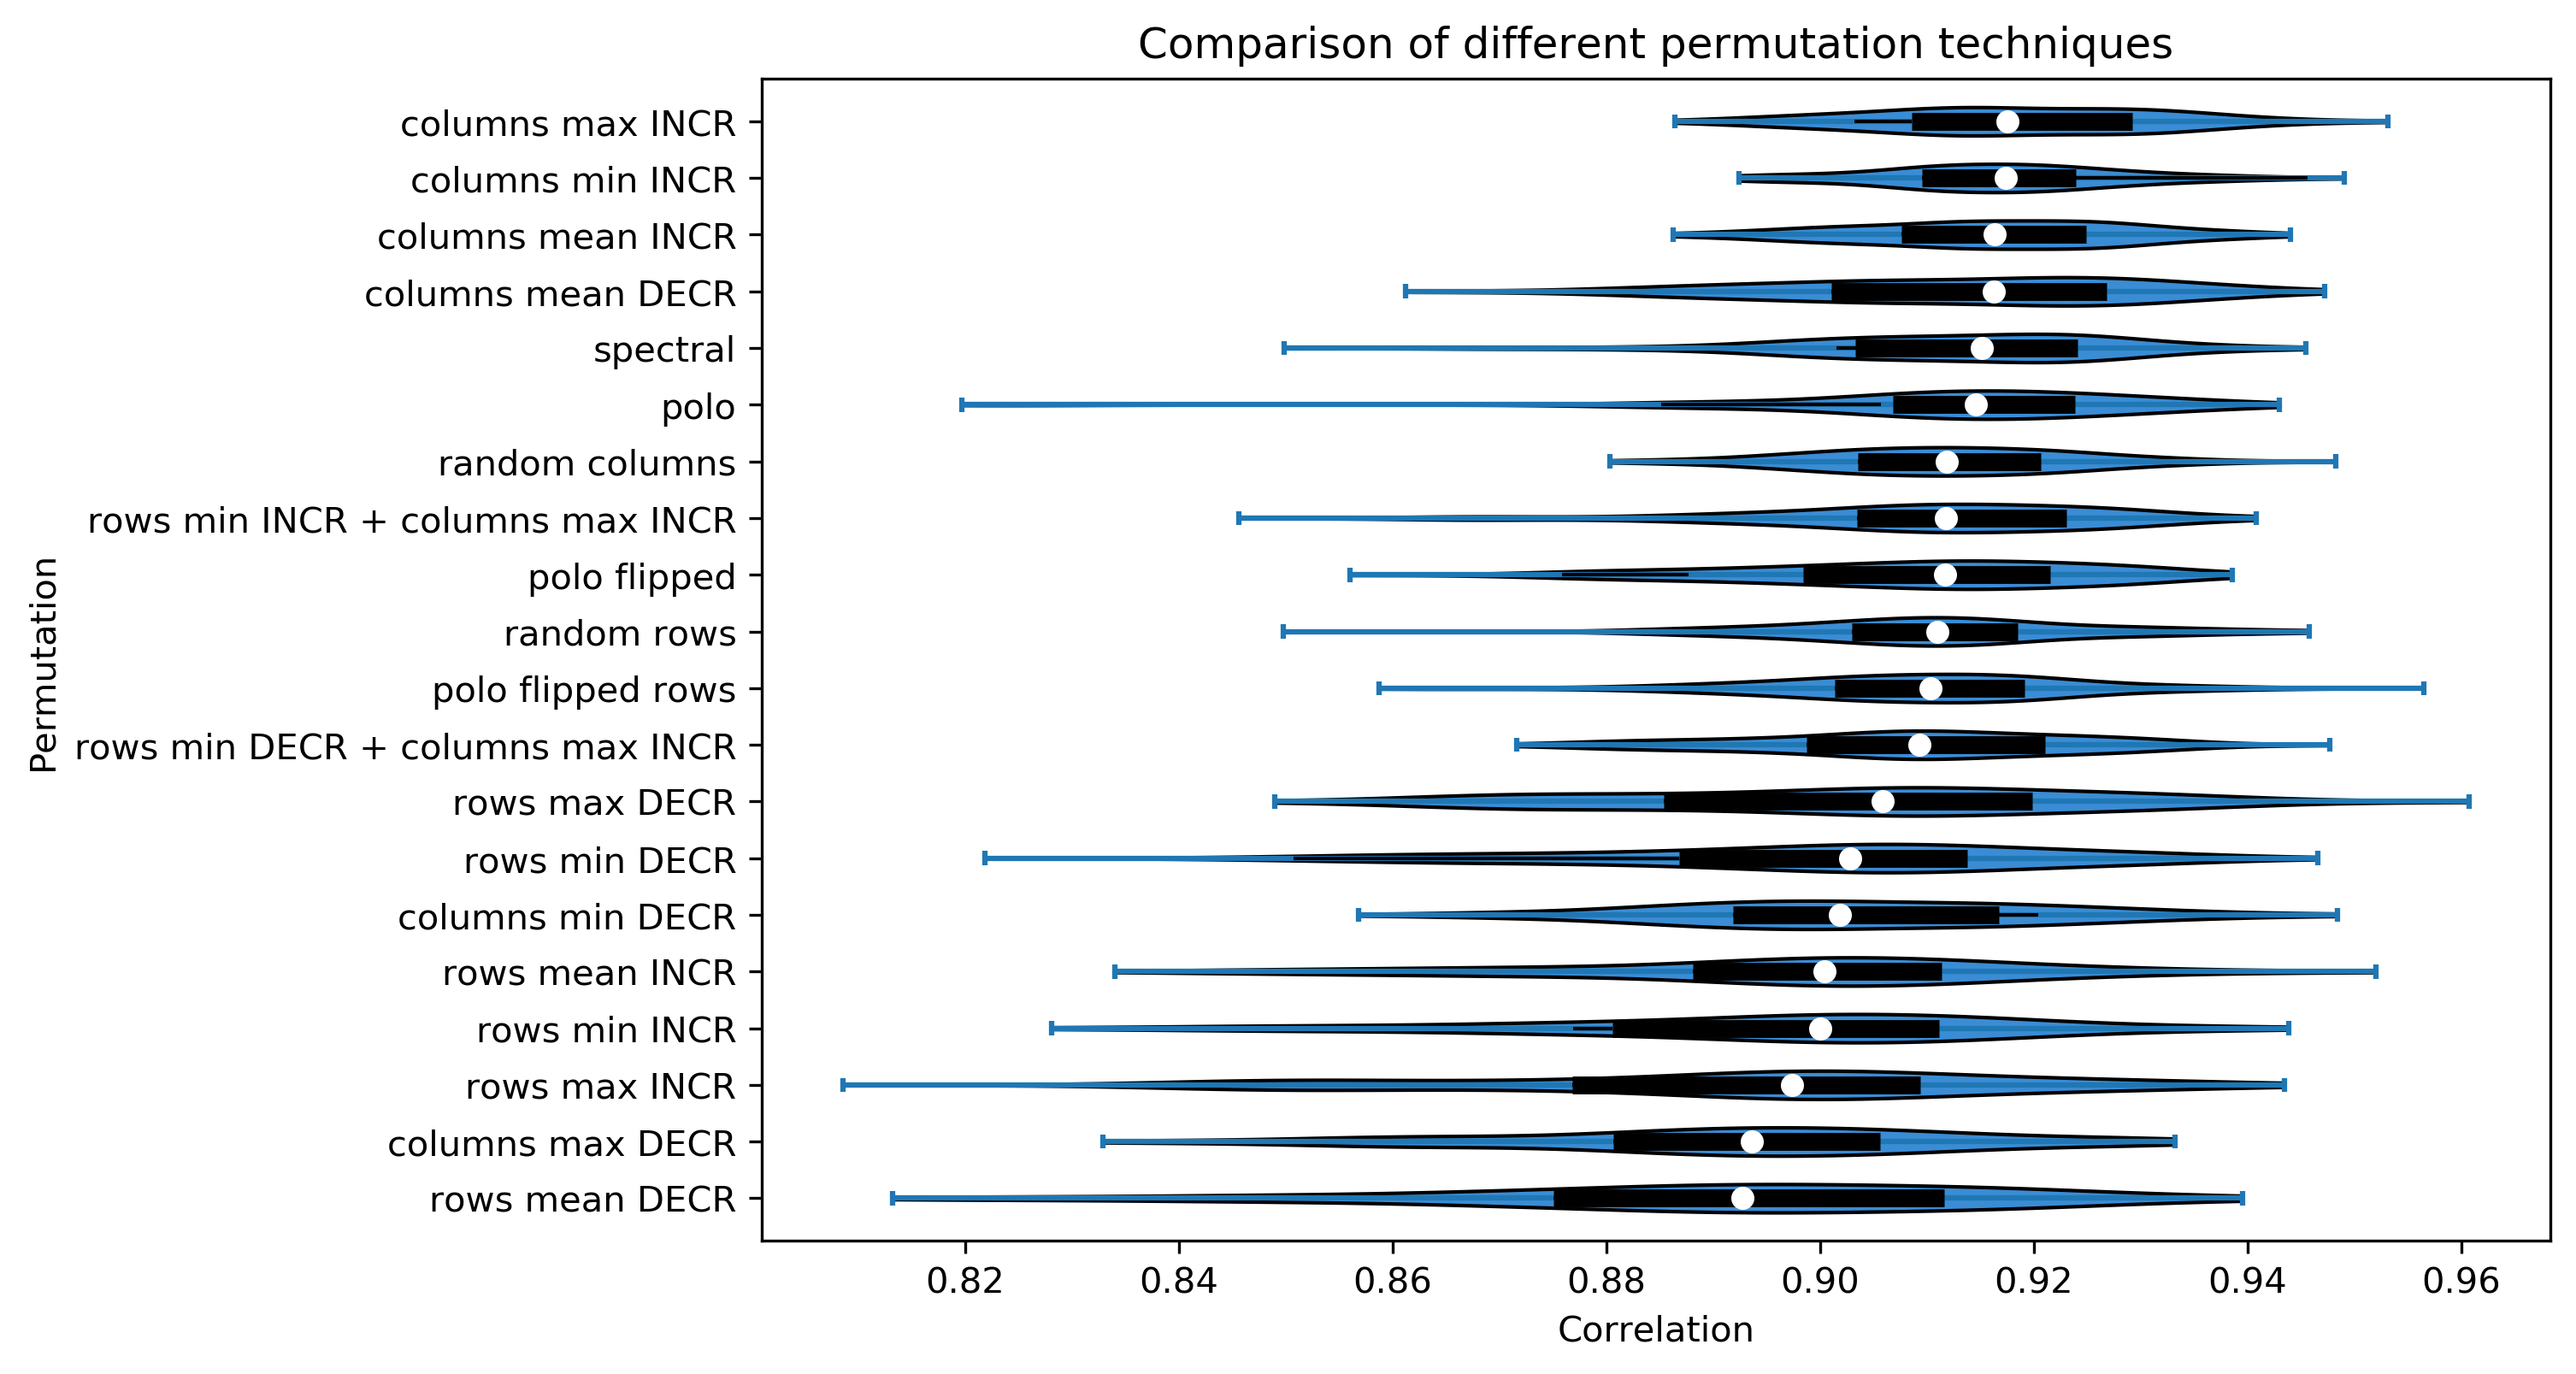 Comparison of different permutation techniques
Permutation
columns max INCR
columns min INCR
columns mean INCR
columns mean DECR
spectral
polo
random columns
rows min INCR + columns max INCR
polo flipped
random rows
polo flipped rows
rows min DECR + columns max INCR
rows max DECR
rows min DECR
columns min DECR
rows mean INCR
rows min INCR
rows max INCR
columns max DECR
rows mean DECR
0.82 0.84 0.86 0.88 0.90 0.92 0.94 0.96
Correlation